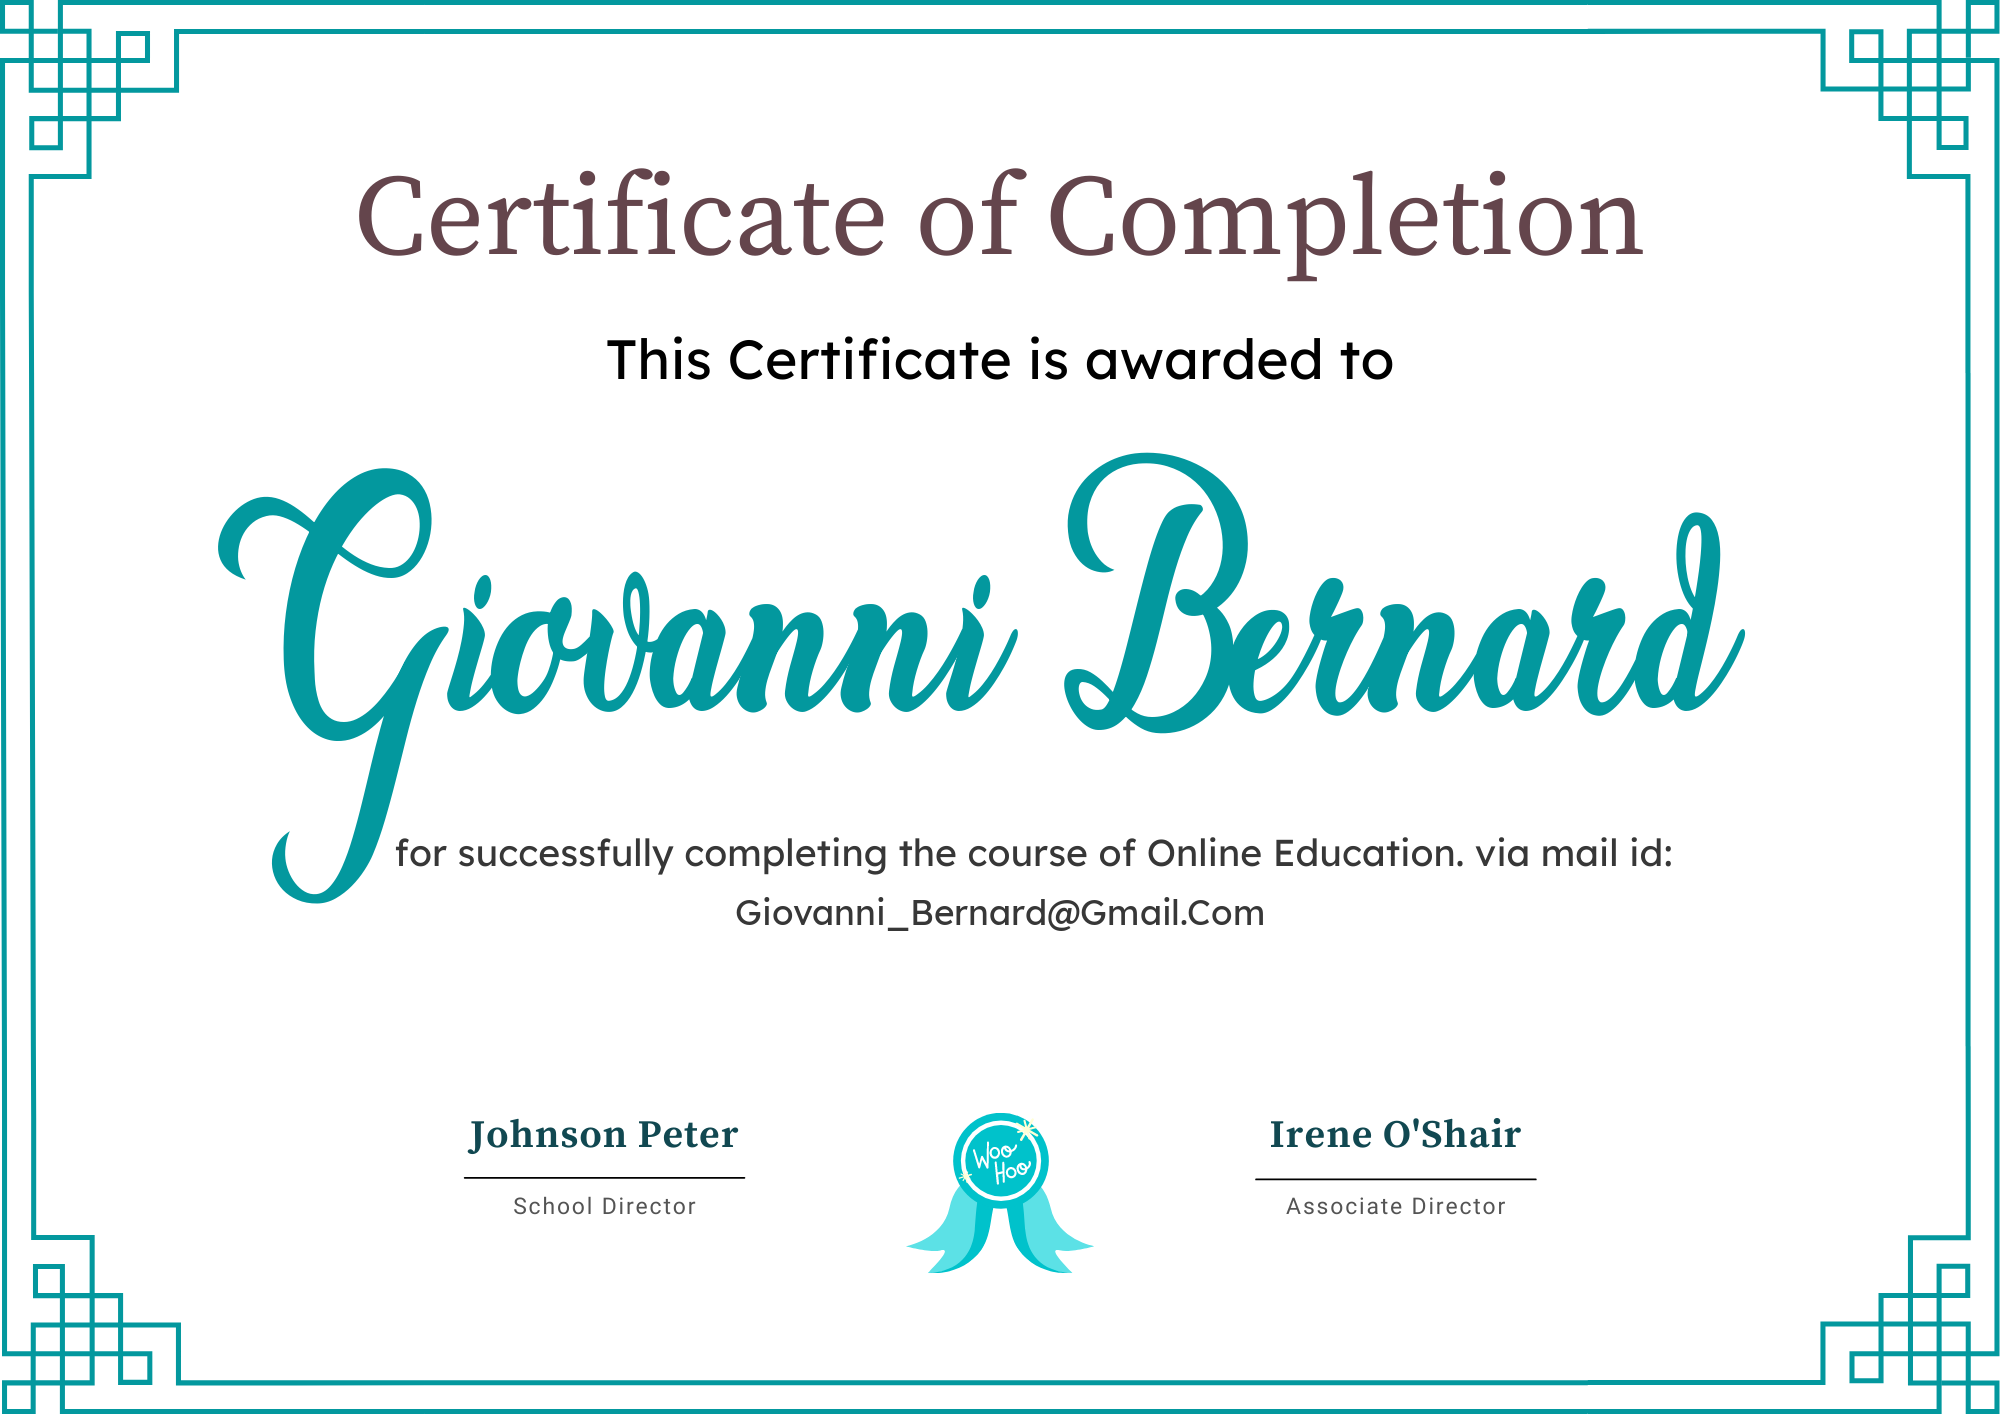 Certificate of Completion
This Certificate is awarded to
Giovanni Bernard
for successfully completing the course of Online Education. via mail id:
Giovanni_Bernard@Gmail.Com
Johnson Peter
School Director
Woo
Hoo
Irene O'Shair
Associate Director